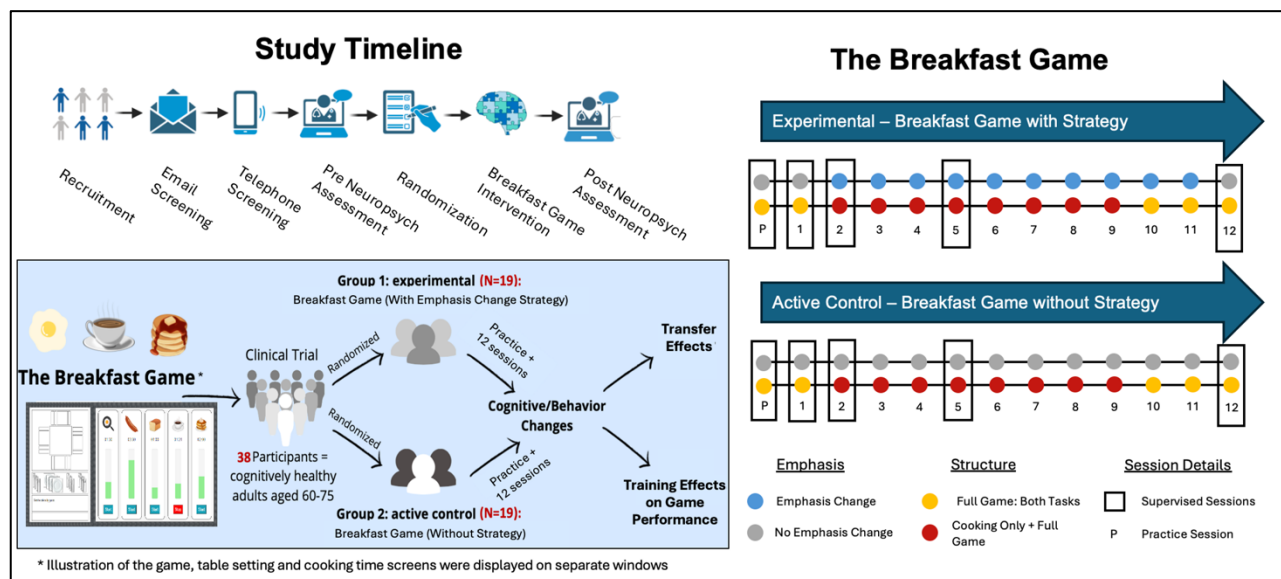 Study Timeline
Recruitment
Email
Screening
Telephone
Screening
Pre Neuropsych
Assessment
Randomization
Breakfast Game
Intervention
Post Neuropsych
Assessment
The Breakfast Game *
Clinical Trial
38 Participants =
cognitively healthy
adults aged 60-75
Randomized
Randomized
Group 1: experimental (N=19):
Breakfast Game (With Emphasis Change Strategy)
Practice +
12 sessions
Group 2: active control (N=19):
Breakfast Game (Without Strategy)
Practice +
12 sessions
Cognitive/Behavior
Changes
Transfer
Effects
Training Effects
on Game
Performance
* Illustration of the game, table setting and cooking time screens were displayed on separate windows
The Breakfast Game
Experimental – Breakfast Game with Strategy
P 1 2 3 4 5 6 7 8 9 10 11 12
Active Control – Breakfast Game without Strategy
P 1 2 3 4 5 6 7 8 9 10 11 12
Emphasis
Emphasis Change
No Emphasis Change
Structure
Full Game: Both Tasks
Cooking Only + Full
Game
Session Details
Supervised Sessions
P Practice Session